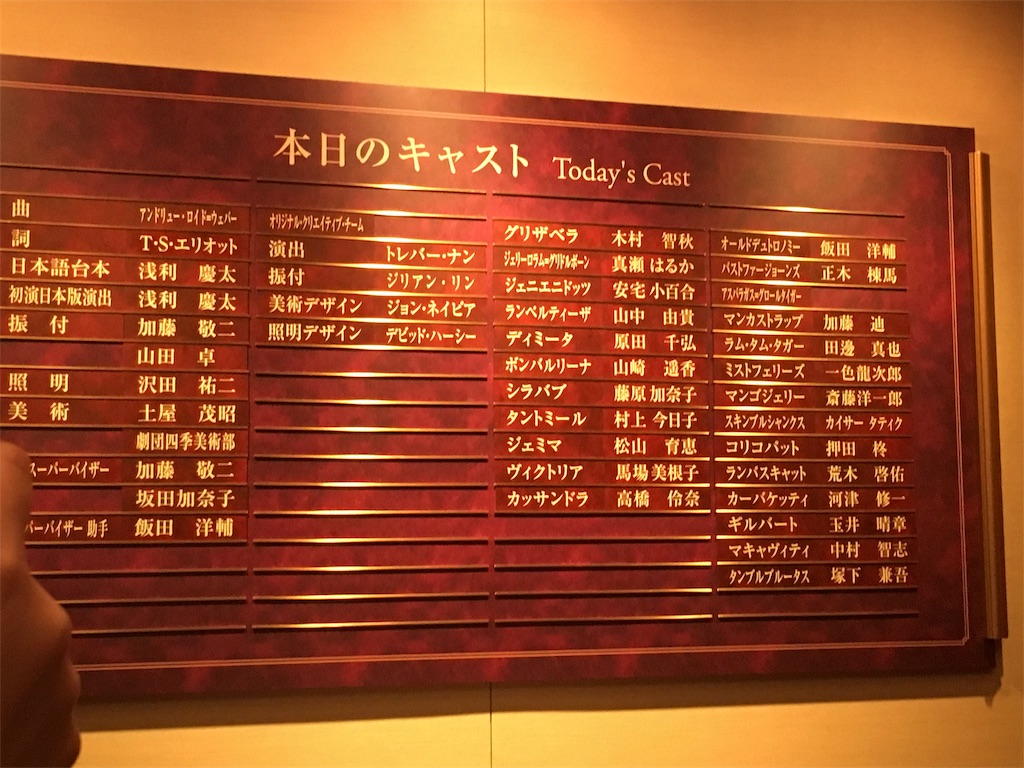 本日のキャスト Today's Cast
曲 アンドリュー・ロイド=ウェバー
詞 T・S・エリオット
日本語台本 浅利 慶太
初演日本版演出 浅利 慶太
振 付 加藤 敬二
山田 卓
照 明 沢田 祐二
美 術 土屋 茂昭
劇団四季美術部
スーパーバイザー 加藤 敬二
坂田加奈子
パーバイザー 助手 飯田 洋輔
オリジナル・クリエイティブ・チーム
演出 トレバー・ナン
振付 ジリアン・リン
美術デザイン ジョン・ネイピア
照明デザイン デビッド・ハーシー
グリザベラ 木村 智秋
ジェリーロラム=グリドルボーン 真瀬 はるか
ジェニエニドッツ 安宅 小百合
ランペルティーザ 山中 由貴
ディミータ 原田 千弘
ボンバルリーナ 山崎 遥香
シラバブ 藤原 加奈子
タントミール 村上 今日子
ジェミマ 松山 育恵
ヴィクトリア 馬場 美根子
カッサンドラ 高橋 伶奈
オールドデュトロノミー 飯田 洋輔
バストファージョーンズ 正木 棟馬
アスパラガス=グロールタイガー
マンカストラップ 加藤 迪
ラム・タム・タガー 田邊 真也
ミストフェリーズ 一色龍次郎
マンゴジェリー 斎藤洋一郎
スキンブルシャンクス カイサー タティク
コリコパット 押田 柊
ランパスキャット 荒木 啓佑
カーバケッティ 河津 修一
ギルバート 玉井 晴章
マキャヴィティ 中村 智志
タンブルブルータス 塚下 兼吾